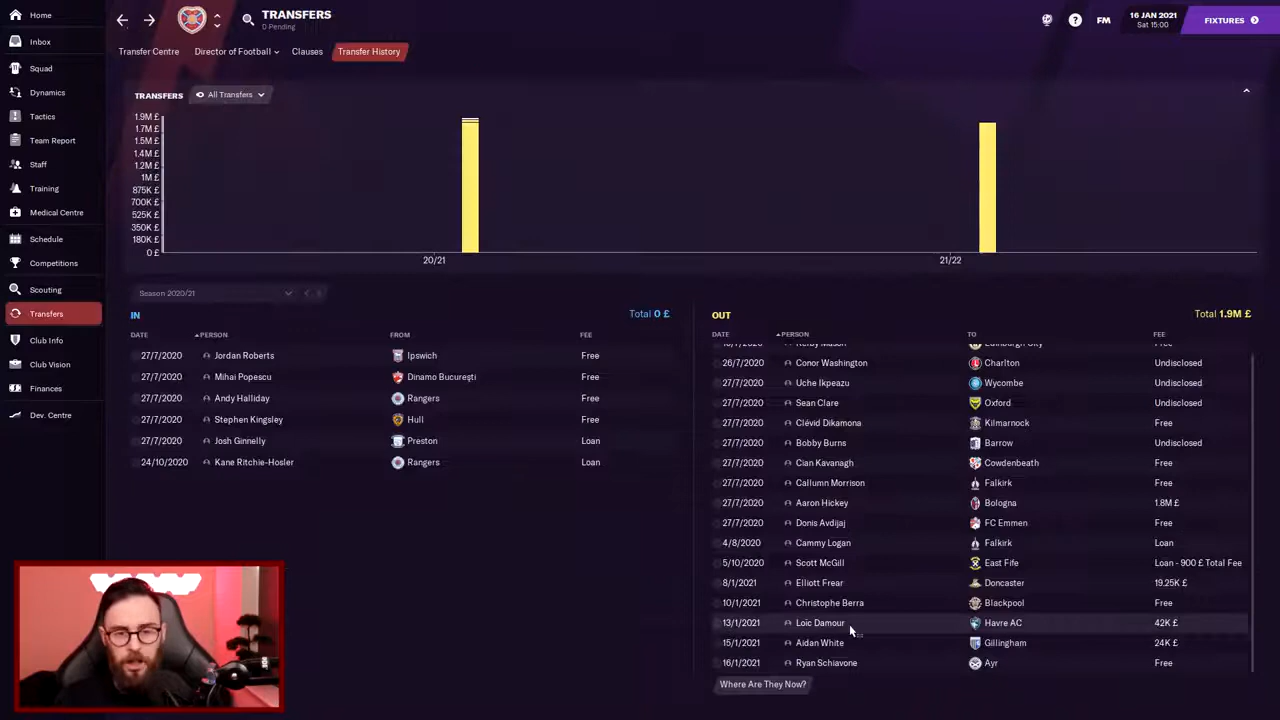 Home
Inbox
Squad
Dynamics
Tactics
Team Report
Staff
Training
Medical Centre
Schedule
Competitions
Scouting
Transfers
Club Info
Club Vision
Finances
Dev. Centre
TRANSFERS
0 Pending
FM
16 JAN 2021
Sat 15:00
FIXTURES
Transfer Centre Director of Football Clauses Transfer History
TRANSFERS All Transfers
1.9M £
1.7M £
1.5M £
1.4M £
1.2M £
1M £
875K £
700K £
525K £
350K £
180K £
0 £
20/21 21/22
Season 2020/21
IN Total 0 £
DATE PERSON FROM FEE
27/7/2020 Jordan Roberts Ipswich Free
27/7/2020 Mihai Popescu Dinamo Bucureşti Free
27/7/2020 Andy Halliday Rangers Free
27/7/2020 Stephen Kingsley Hull Free
27/7/2020 Josh Ginnelly Preston Loan
24/10/2020 Kane Ritchie-Hosler Rangers Loan
OUT Total 1.9M £
DATE PERSON TO FEE
26/7/2020 Conor Washington Charlton Undisclosed
27/7/2020 Uche Ikpeazu Wycombe Undisclosed
27/7/2020 Sean Clare Oxford Undisclosed
27/7/2020 Clévid Dikamona Kilmarnock Free
27/7/2020 Bobby Burns Barrow Undisclosed
27/7/2020 Cian Kavanagh Cowdenbeath Free
27/7/2020 Callumn Morrison Falkirk Free
27/7/2020 Aaron Hickey Bologna 1.8M £
27/7/2020 Donis Avdijaj FC Emmen Free
4/8/2020 Cammy Logan Falkirk Loan
5/10/2020 Scott McGill East Fife Loan - 900 £ Total Fee
8/1/2021 Elliott Frear Doncaster 19.25K £
10/1/2021 Christophe Berra Blackpool Free
13/1/2021 Loïc Damour Havre AC 42K £
15/1/2021 Aidan White Gillingham 24K £
16/1/2021 Ryan Schiavone Ayr Free
Where Are They Now?